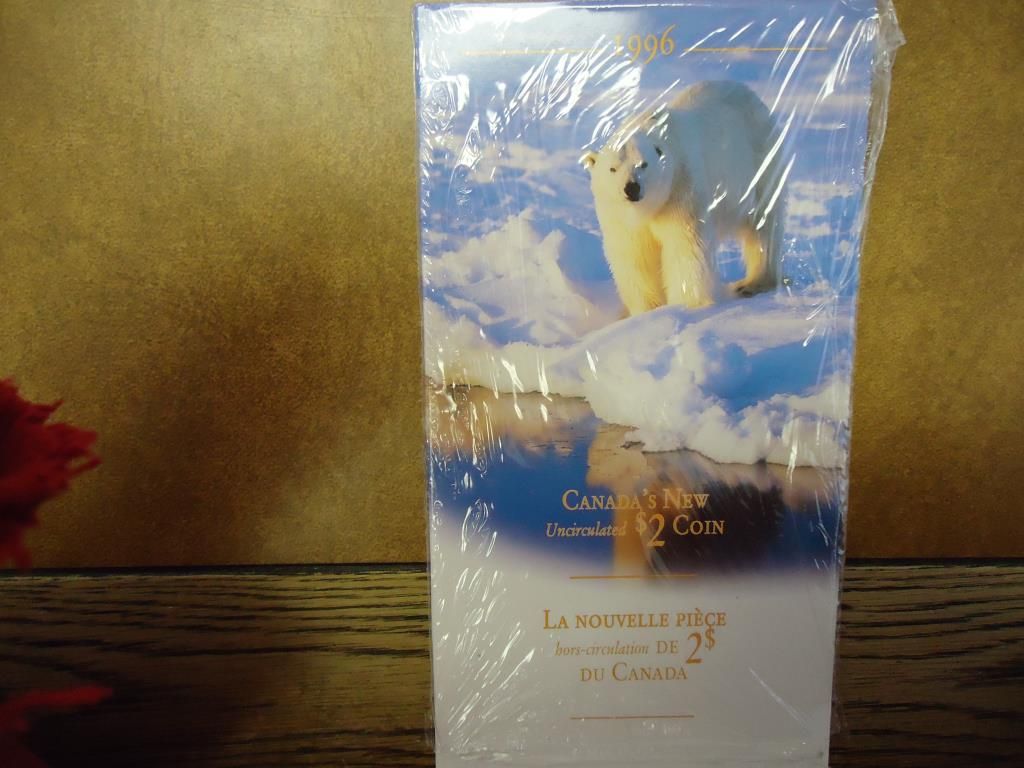 1996
CANADA'S NEW
Uncirculated $2 COIN
LA NOUVELLE PIÈCE
hors-circulation DE 2$
DU CANADA